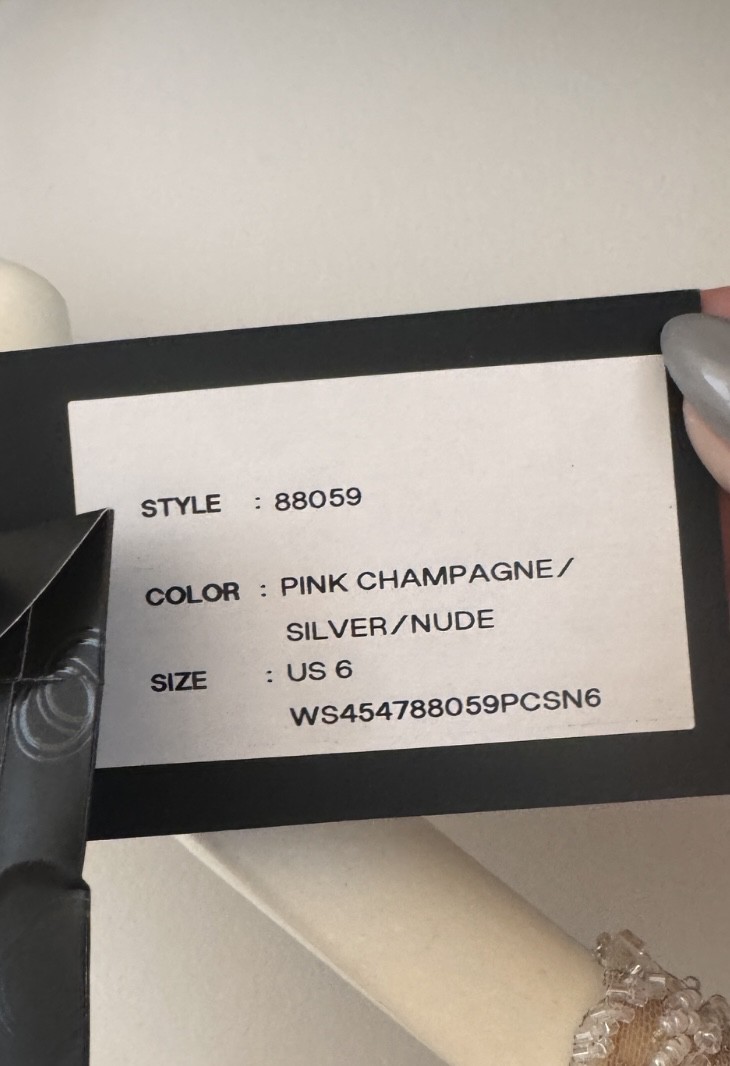 STYLE : 88059
COLOR : PINK CHAMPAGNE/
SILVER/NUDE
SIZE : US 6
WS454788059PCSN6